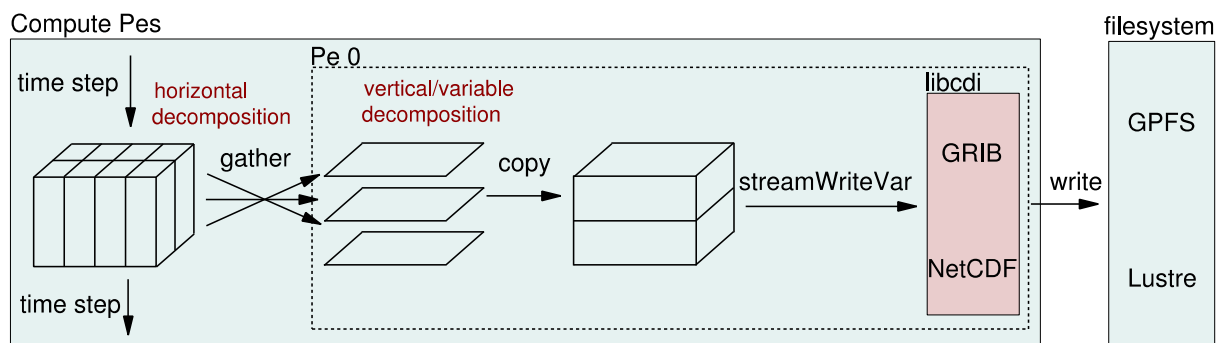 Compute Pes
filesystem
Pe 0
time step
horizontal
decomposition
vertical/variable
decomposition
libcdi
gather
copy
streamWriteVar
GRIB
NetCDF
write
GPFS
Lustre
time step